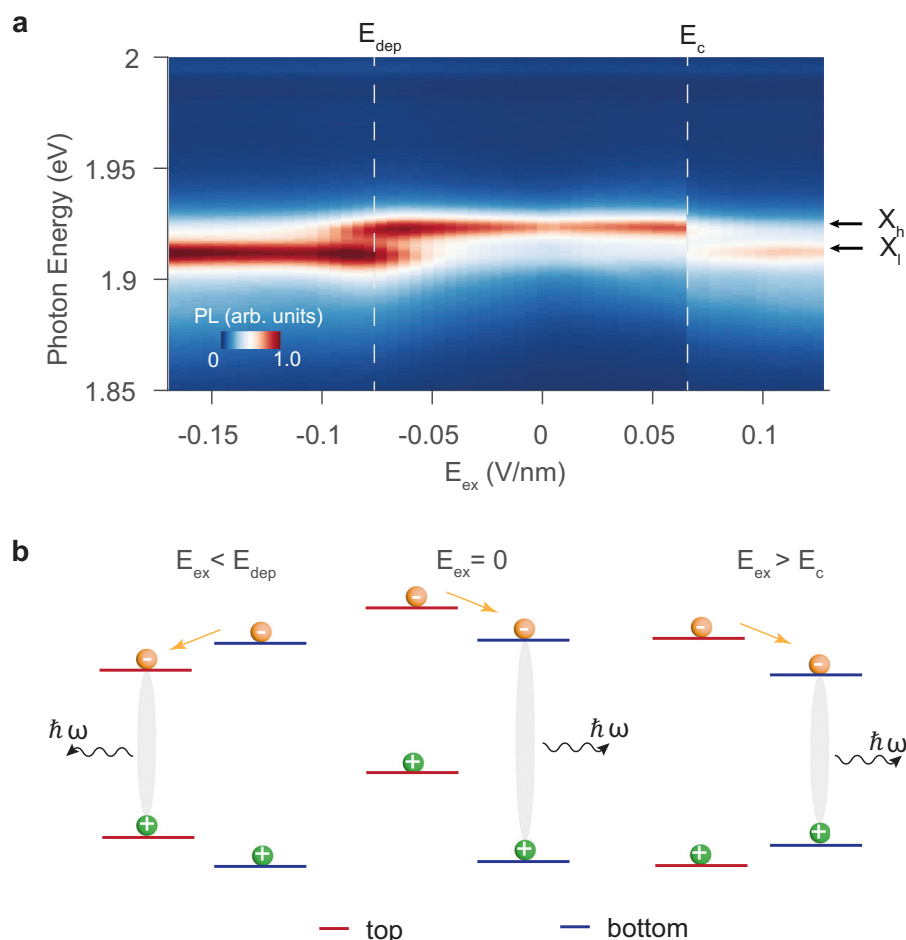 a
E_dep E_c
2
1.95
1.9
1.85
Photon Energy (eV)
X_h
X_l
PL (arb. units)
0 1.0
-0.15 -0.1 -0.05 0 0.05 0.1
E_ex (V/nm)
b
E_ex < E_dep E_ex = 0 E_ex > E_c
- - - - - -
ħω ħω ħω
+ + + + + +
top bottom